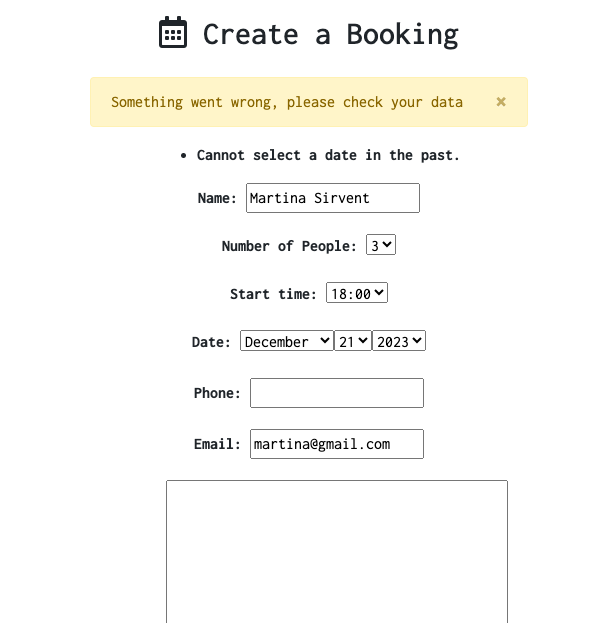 Create a Booking
Something went wrong, please check your data ×
• Cannot select a date in the past.
Name: Martina Sirvent
Number of People: 3
Start time: 18:00
Date: December 21 2023
Phone:
Email: martina@gmail.com